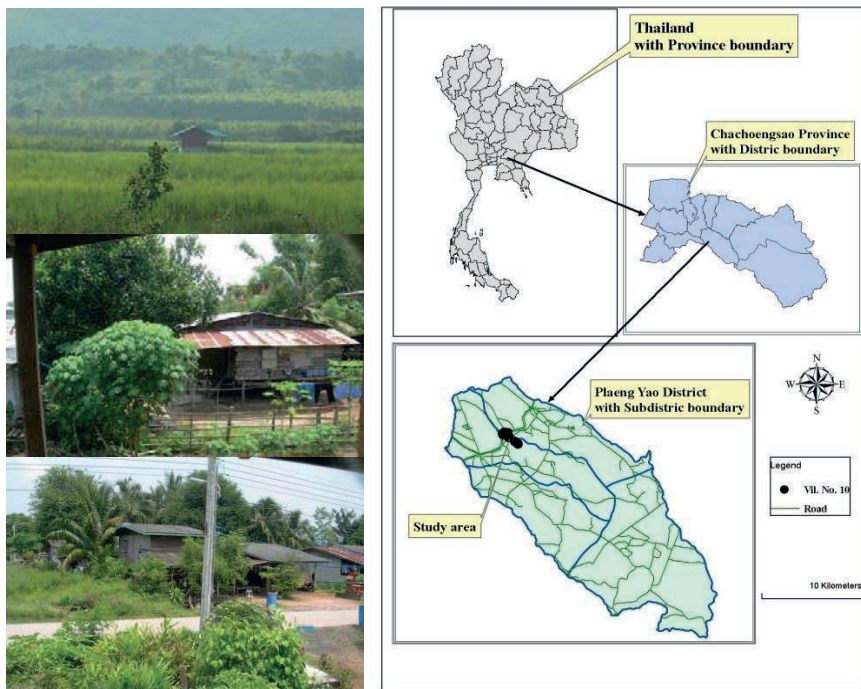 Thailand
with Province boundary
Chachoengsao Province
with Distric boundary
Plaeng Yao District
with Subdistric boundary
N
W E
S
Legend
Vil. No. 10
Road
Study area
10 Kilometers